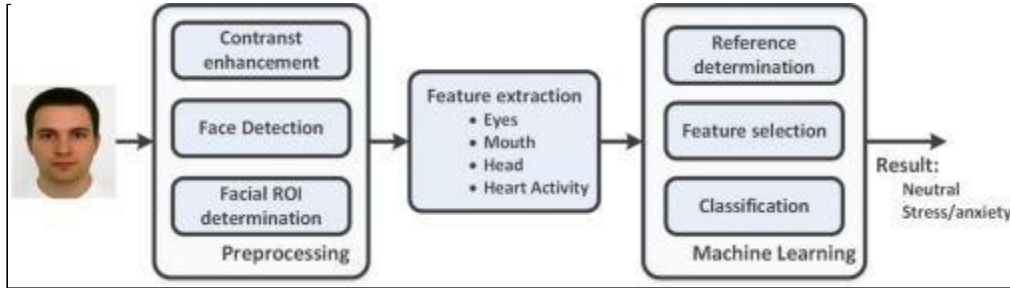 Contranst
enhancement
Face Detection
Facial ROI
determination
Preprocessing
Feature extraction
• Eyes
• Mouth
• Head
• Heart Activity
Reference
determination
Feature selection
Classification
Machine Learning
Result:
Neutral
Stress/anxiety